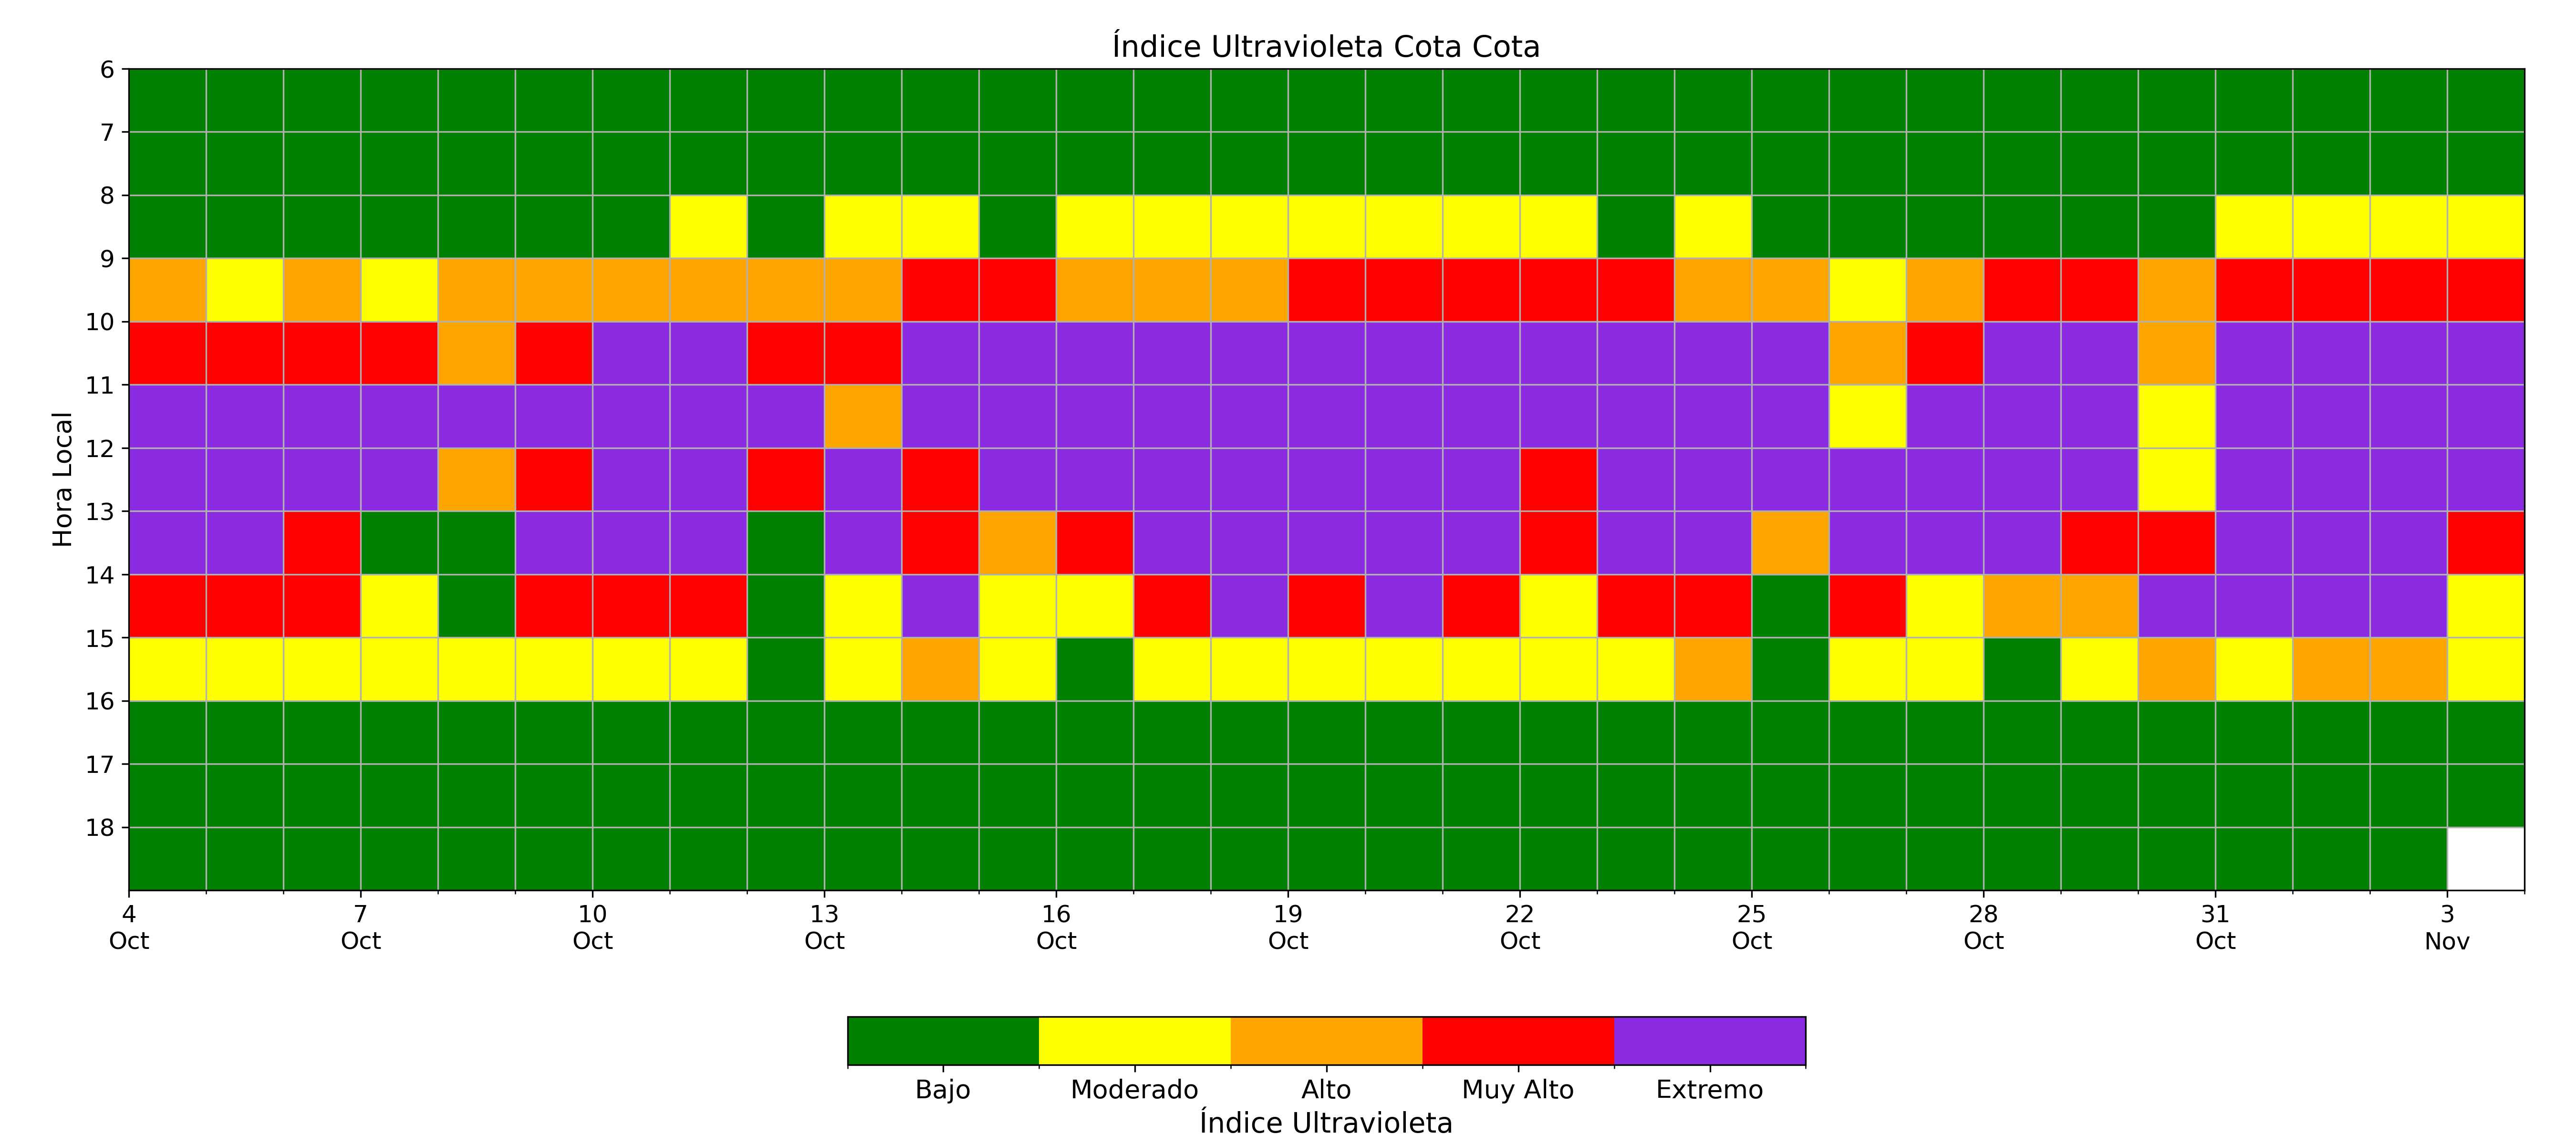 Índice Ultravioleta Cota Cota
Hora Local
6
7
8
9
10
11
12
13
14
15
16
17
18
4 7 10 13 16 19 22 25 28 31 3
Oct Oct Oct Oct Oct Oct Oct Oct Oct Oct Nov
Bajo Moderado Alto Muy Alto Extremo
Índice Ultravioleta